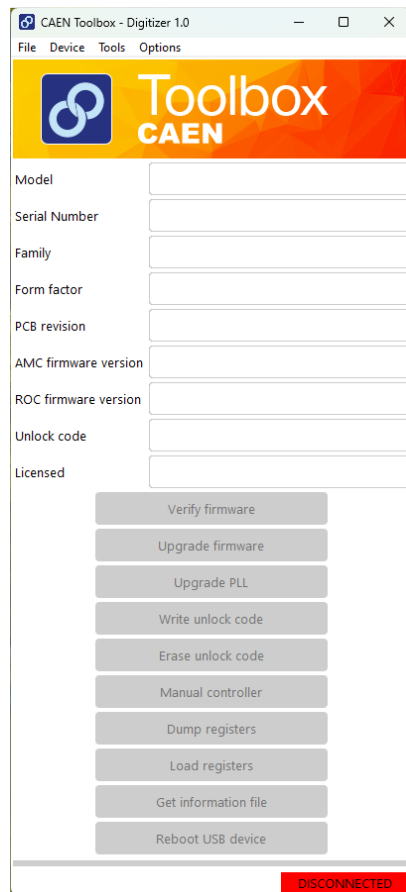 CAEN Toolbox - Digitizer 1.0
File Device Tools Options
Toolbox
CAEN
Model
Serial Number
Family
Form factor
PCB revision
AMC firmware version
ROC firmware version
Unlock code
Licensed
Verify firmware
Upgrade firmware
Upgrade PLL
Write unlock code
Erase unlock code
Manual controller
Dump registers
Load registers
Get information file
Reboot USB device
DISCONNECTED